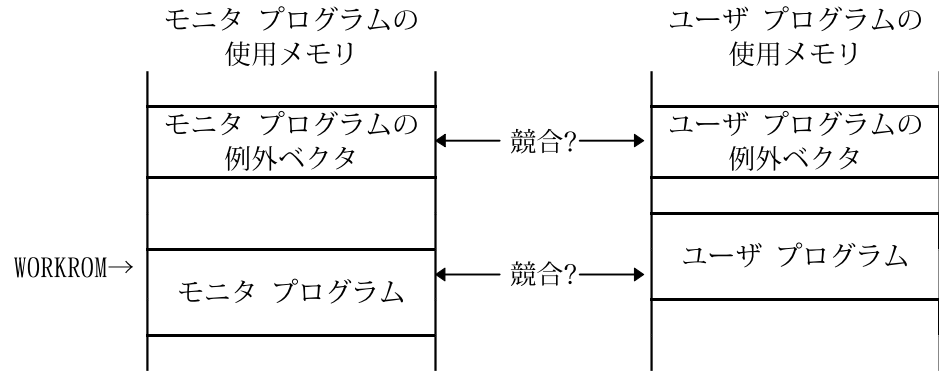 モニタ プログラムの
使用メモリ
ユーザ プログラムの
使用メモリ
モニタ プログラムの
例外ベクタ
←競合?→
ユーザ プログラムの
例外ベクタ
WORKROM→
モニタ プログラム
←競合?→
ユーザ プログラム